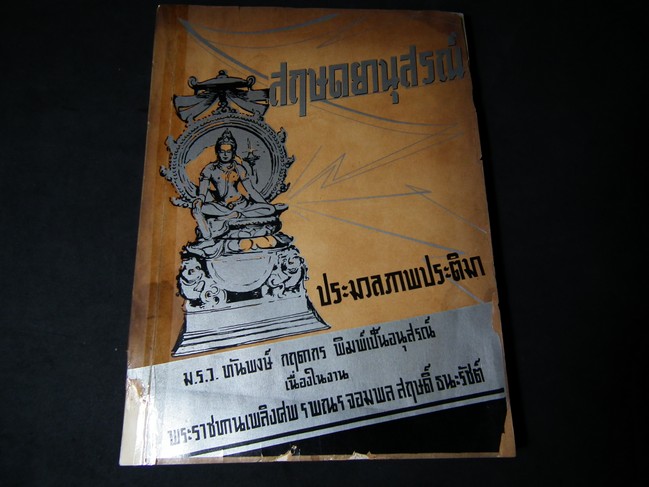 สฤษดยานุสรณ์
ประมวลภาพประติมา
ม.ร.ว. ทันพงษ์ กฤดากร พิมพ์เป็นอนุสรณ์
เนื่องในงาน
พระราชทานเพลิงศพ ฯพณฯ จอมพล สฤษดิ์ ธนะรัชต์